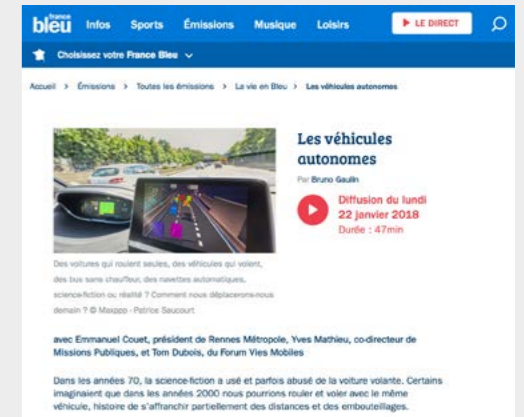 france
bleu Infos Sports Émissions Musique Loisirs LE DIRECT
Choisissez votre France Bleu
Accueil > Émissions > Toutes les émissions > La vie en Bleu > Les véhicules autonomes
Les véhicules
autonomes
Par Bruno Gaulin
Diffusion du lundi
22 janvier 2018
Durée : 47min
Des voitures qui roulent seules, des véhicules qui volent,
des bus sans chauffeur, des navettes automatiques,
science-fiction ou réalité ? Comment nous déplacerons-nous
demain ? © Maxppp - Patrice Saucourt
avec Emmanuel Couet, président de Rennes Métropole, Yves Mathieu, co-directeur de
Missions Publiques, et Tom Dubois, du Forum Vies Mobiles
Dans les années 70, la science-fiction a usé et parfois abusé de la voiture volante. Certains
imaginaient que dans les années 2000 nous pourrions rouler et voler avec le même
véhicule, histoire de s'affranchir partiellement des distances et des embouteillages.